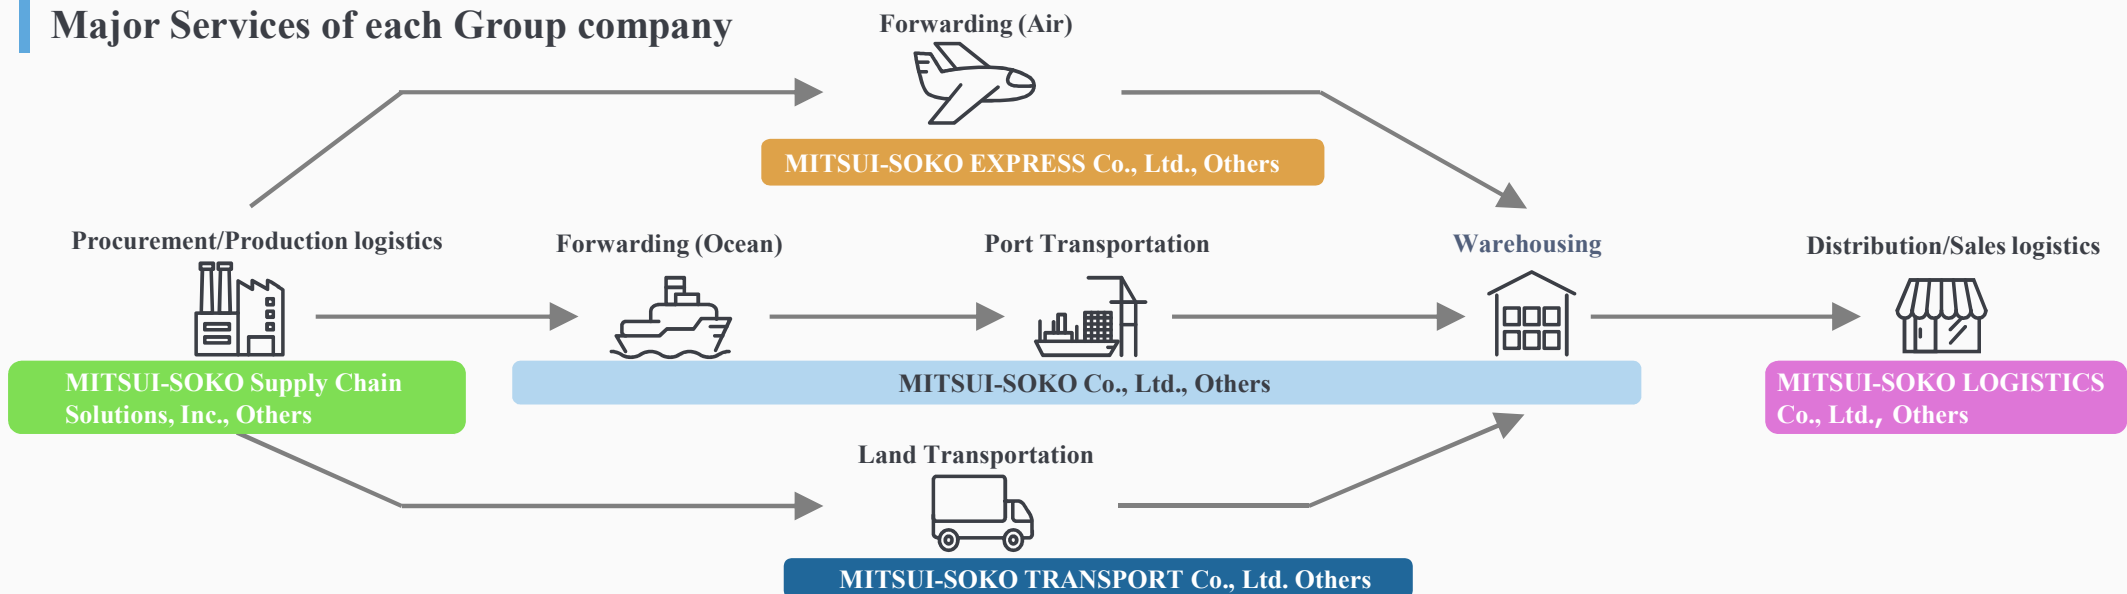 Major Services of each Group company
Forwarding (Air)
MITSUI-SOKO EXPRESS Co., Ltd., Others
Procurement/Production logistics
Forwarding (Ocean)
Port Transportation
Warehousing
Distribution/Sales logistics
MITSUI-SOKO Supply Chain
Solutions, Inc., Others
MITSUI-SOKO Co., Ltd., Others
MITSUI-SOKO LOGISTICS
Co., Ltd., Others
Land Transportation
MITSUI-SOKO TRANSPORT Co., Ltd. Others